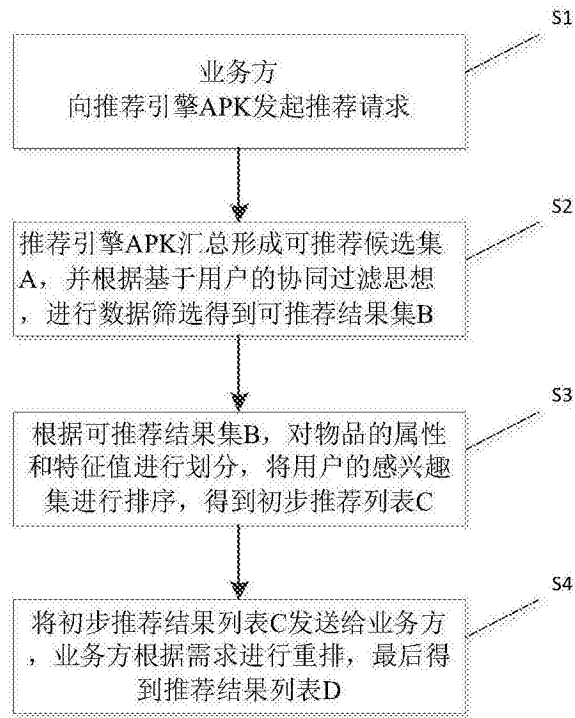 S1
业务方
向推荐引擎APK发起推荐请求
S2
推荐引擎APK汇总形成可推荐候选集
A，并根据基于用户的协同过滤思想
，进行数据筛选得到可推荐结果集B
S3
根据可推荐结果集B，对物品的属性
和特征值进行划分，将用户的感兴趣
集进行排序，得到初步推荐列表C
S4
将初步推荐结果列表C发送给业务方
，业务方根据需求进行重排，最后得
到推荐结果列表D